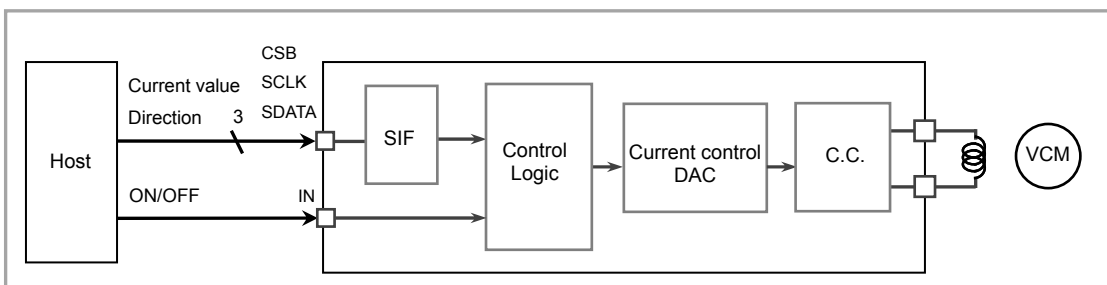 Host
Current value
Direction
3
CSB
SCLK
SDATA
ON/OFF
IN
SIF
Control
Logic
Current control
DAC
C.C.
VCM